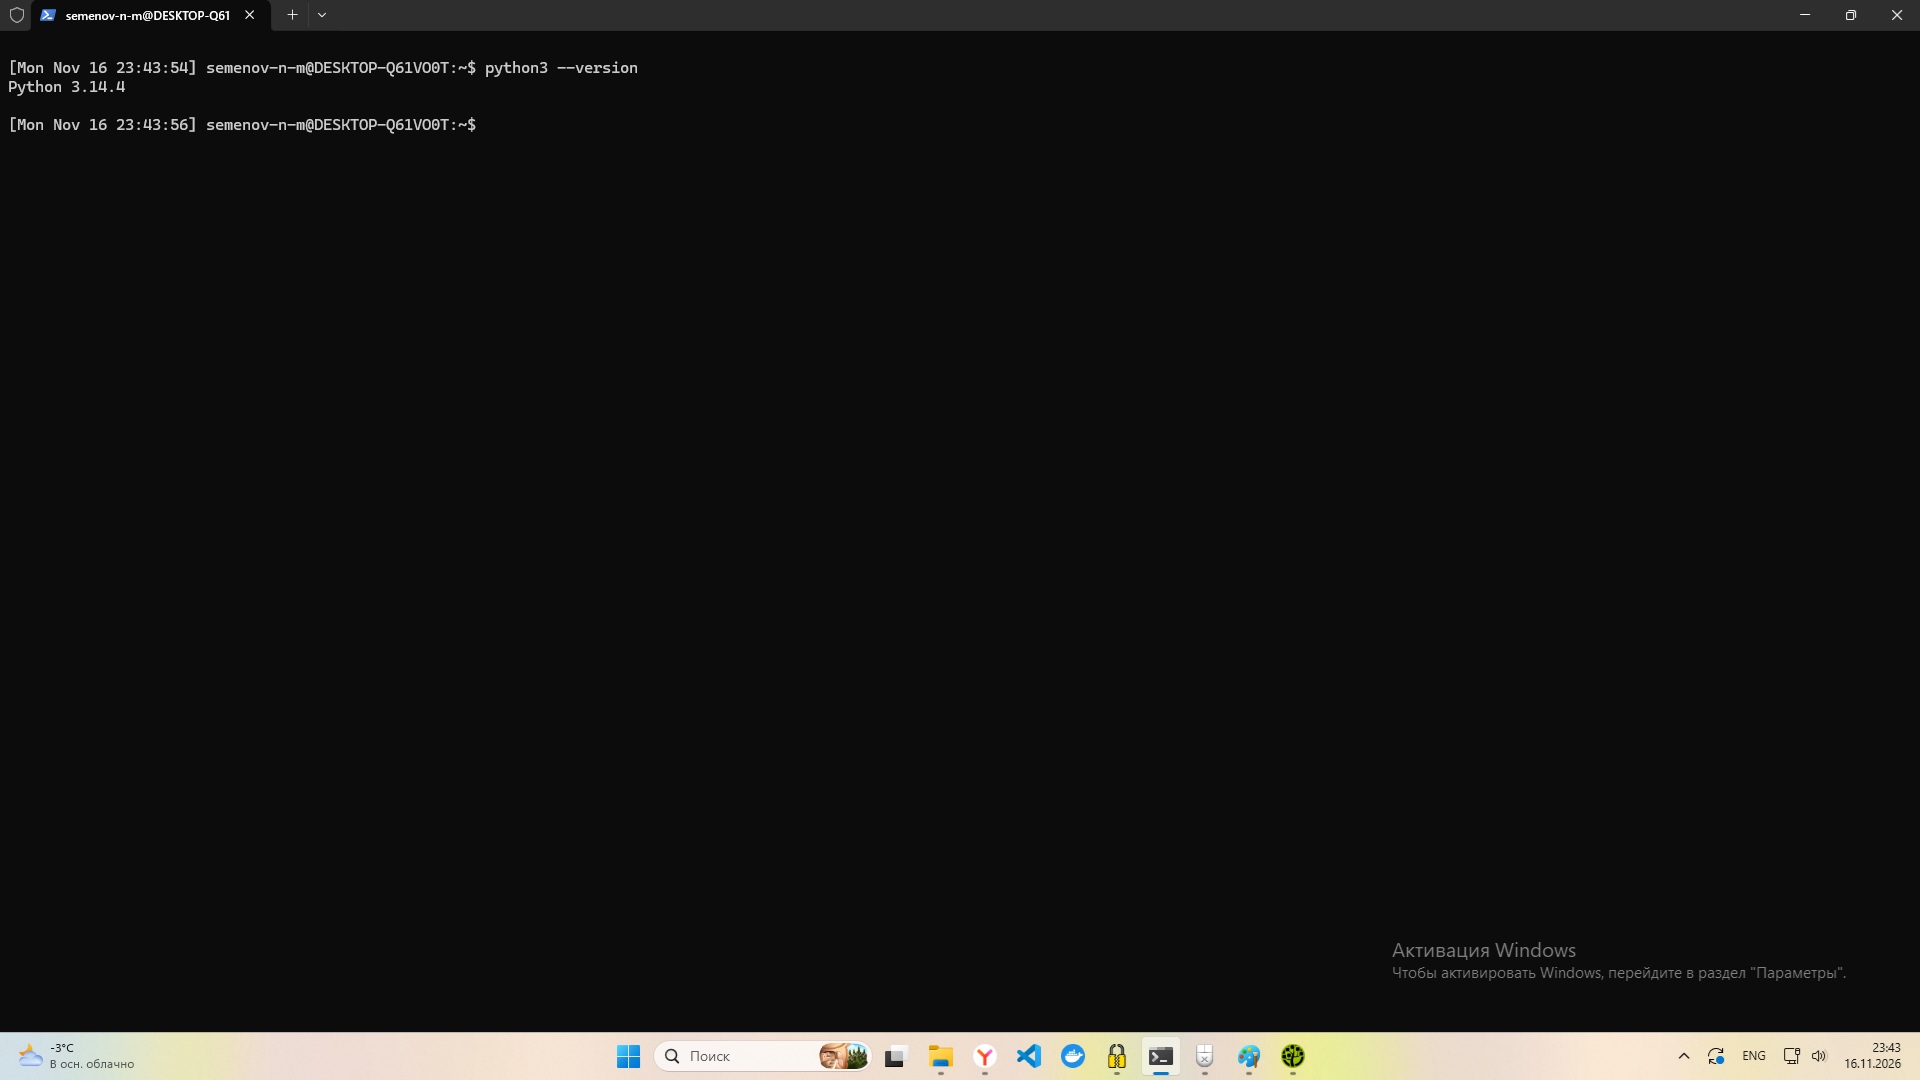 semenov-n-m@DESKTOP-Q61
[Mon Nov 16 23:43:54] semenov-n-m@DESKTOP-Q61VO0T:~$ python3 --version
Python 3.14.4
[Mon Nov 16 23:43:56] semenov-n-m@DESKTOP-Q61VO0T:~$
Активация Windows
Чтобы активировать Windows, перейдите в раздел "Параметры".
-3°C
В осн. облачно
Поиск
ENG
23:43
16.11.2026